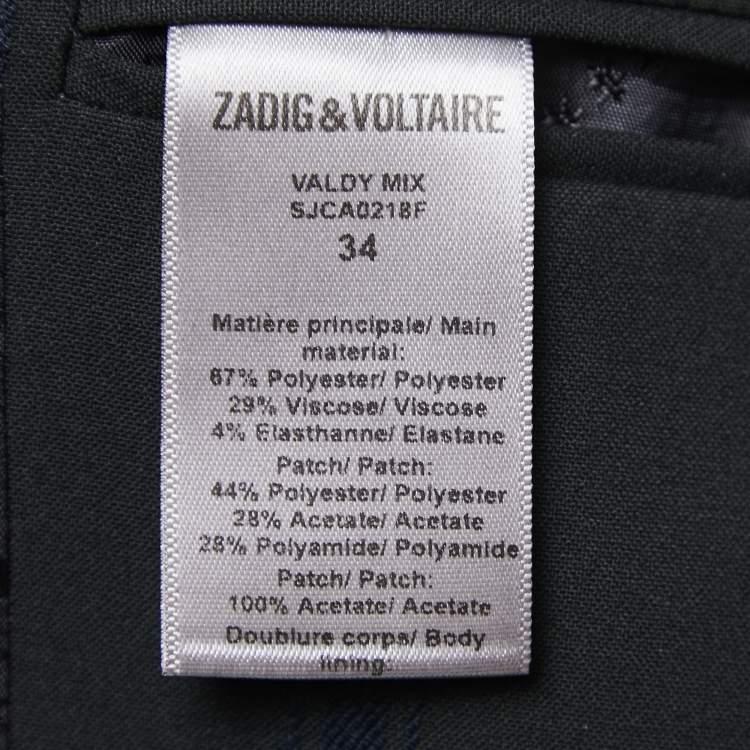 ZADIG&VOLTAIRE
VALDY MIX
SJCA0218F
34
Matière principale/ Main
material:
67% Polyester/ Polyester
29% Viscose/ Viscose
4% Elasthanne/ Elastane
Patch/ Patch:
44% Polyester/ Polyester
28% Acetate/ Acetate
28% Polyamide/ Polyamide
Patch/ Patch:
100% Acetate/ Acetate
Doublure corps/ Body
lining: